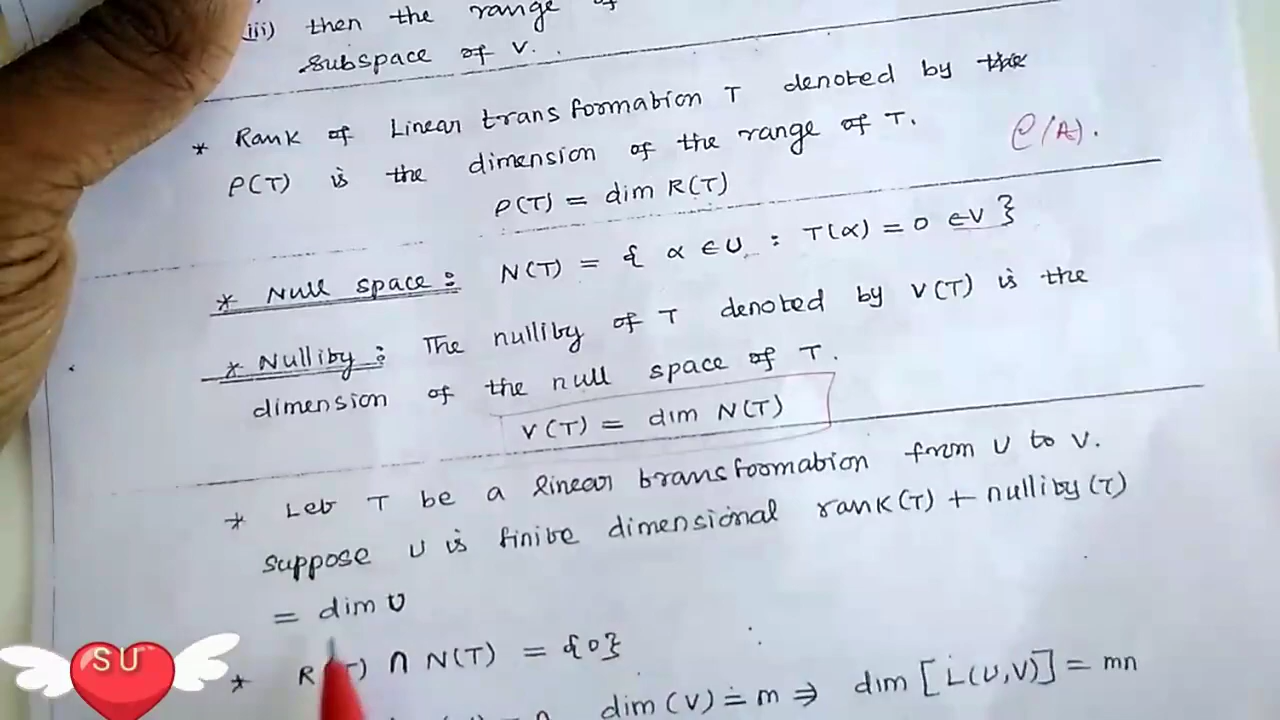 iii) then the range of
subspace of V.
* Rank of Linear transformation T denoted by the
ρ(T) is the dimension of the range of T.
ρ(A).
ρ(T) = dim R(T)
* Null space: N(T) = { α ∈ U : T(α) = 0 ∈ V }
* Nullity: The nullity of T denoted by ν(T) is the
dimension of the null space of T.
ν(T) = dim N(T)
* Let T be a linear transformation from U to V.
suppose U is finite dimensional rank(T) + nullity(T)
= dim U
* R(T) ∩ N(T) = {0}
dim(V) = m ⇒ dim [L(U,V)] = mn
SU